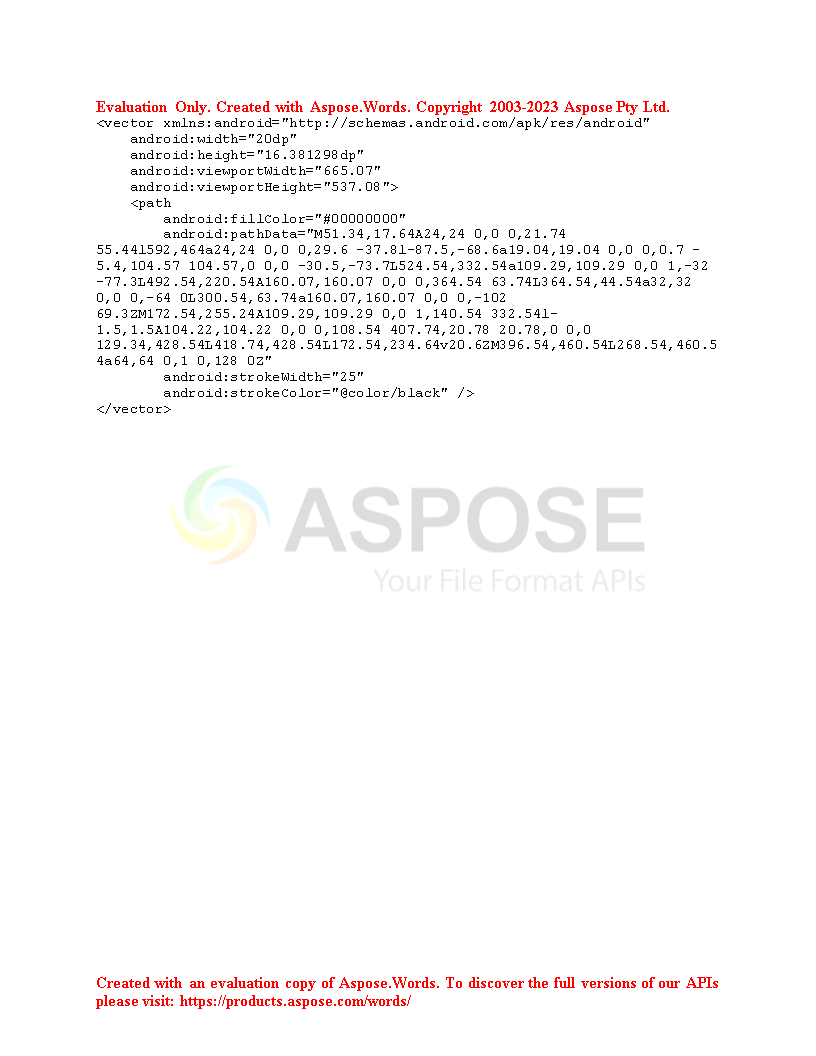 Evaluation Only. Created with Aspose.Words. Copyright 2003-2023 Aspose Pty Ltd.
<vector xmlns:android="http://schemas.android.com/apk/res/android"
    android:width="20dp"
    android:height="16.381298dp"
    android:viewportWidth="665.07"
    android:viewportHeight="537.08">
    <path
        android:fillColor="#00000000"
        android:pathData="M51.34,17.64A24,24 0,0 0,21.74
55.44l592,464a24,24 0,0 0,29.6 -37.8l-87.5,-68.6a19.04,19.04 0,0 0,0.7 -
5.4,104.57 104.57,0 0,0 -30.5,-73.7L524.54,332.54a109.29,109.29 0,0 1,-32
-77.3L492.54,220.54A160.07,160.07 0,0 0,364.54 63.74L364.54,44.54a32,32
0,0 0,-64 0L300.54,63.74a160.07,160.07 0,0 0,-102
69.3ZM172.54,255.24A109.29,109.29 0,0 1,140.54 332.54l-
1.5,1.5A104.22,104.22 0,0 0,108.54 407.74,20.78 20.78,0 0,0
129.34,428.54L418.74,428.54L172.54,234.64v20.6ZM396.54,460.54L268.54,460.5
4a64,64 0,1 0,128 0Z"
        android:strokeWidth="25"
        android:strokeColor="@color/black" />
</vector>
ASPOSE
Your File Format APIs
Created with an evaluation copy of Aspose.Words. To discover the full versions of our APIs
please visit: https://products.aspose.com/words/